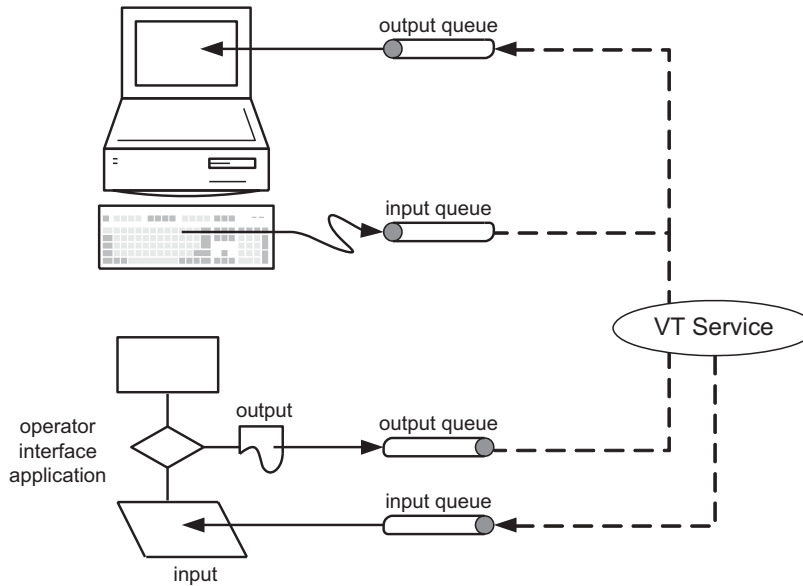 output queue
input queue
VT Service
output
output queue
operator
interface
application
input queue
input